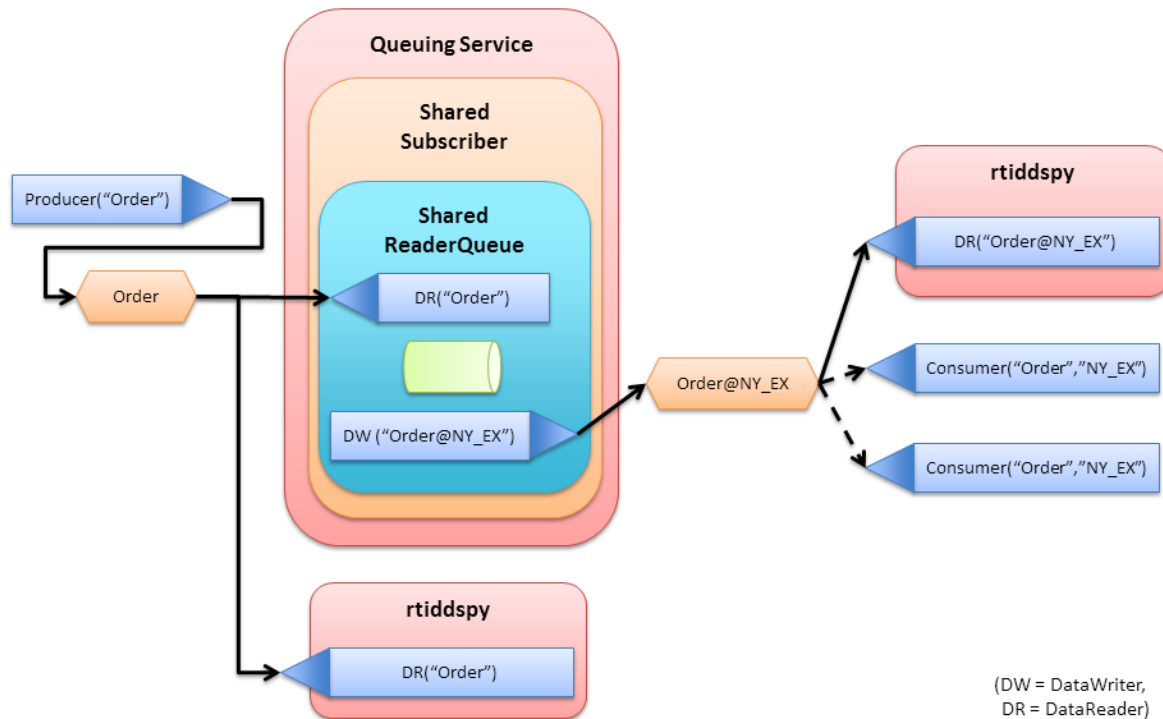 Queuing Service
Shared
Subscriber
Producer(“Order”)
Shared
ReaderQueue
rtiddspy
DR(“Order@NY_EX”)
Order
DR(“Order”)
Order@NY_EX
Consumer(“Order”,”NY_EX”)
DW (“Order@NY_EX”)
Consumer(“Order”,”NY_EX”)
rtiddspy
DR(“Order”)
(DW = DataWriter,
DR = DataReader)